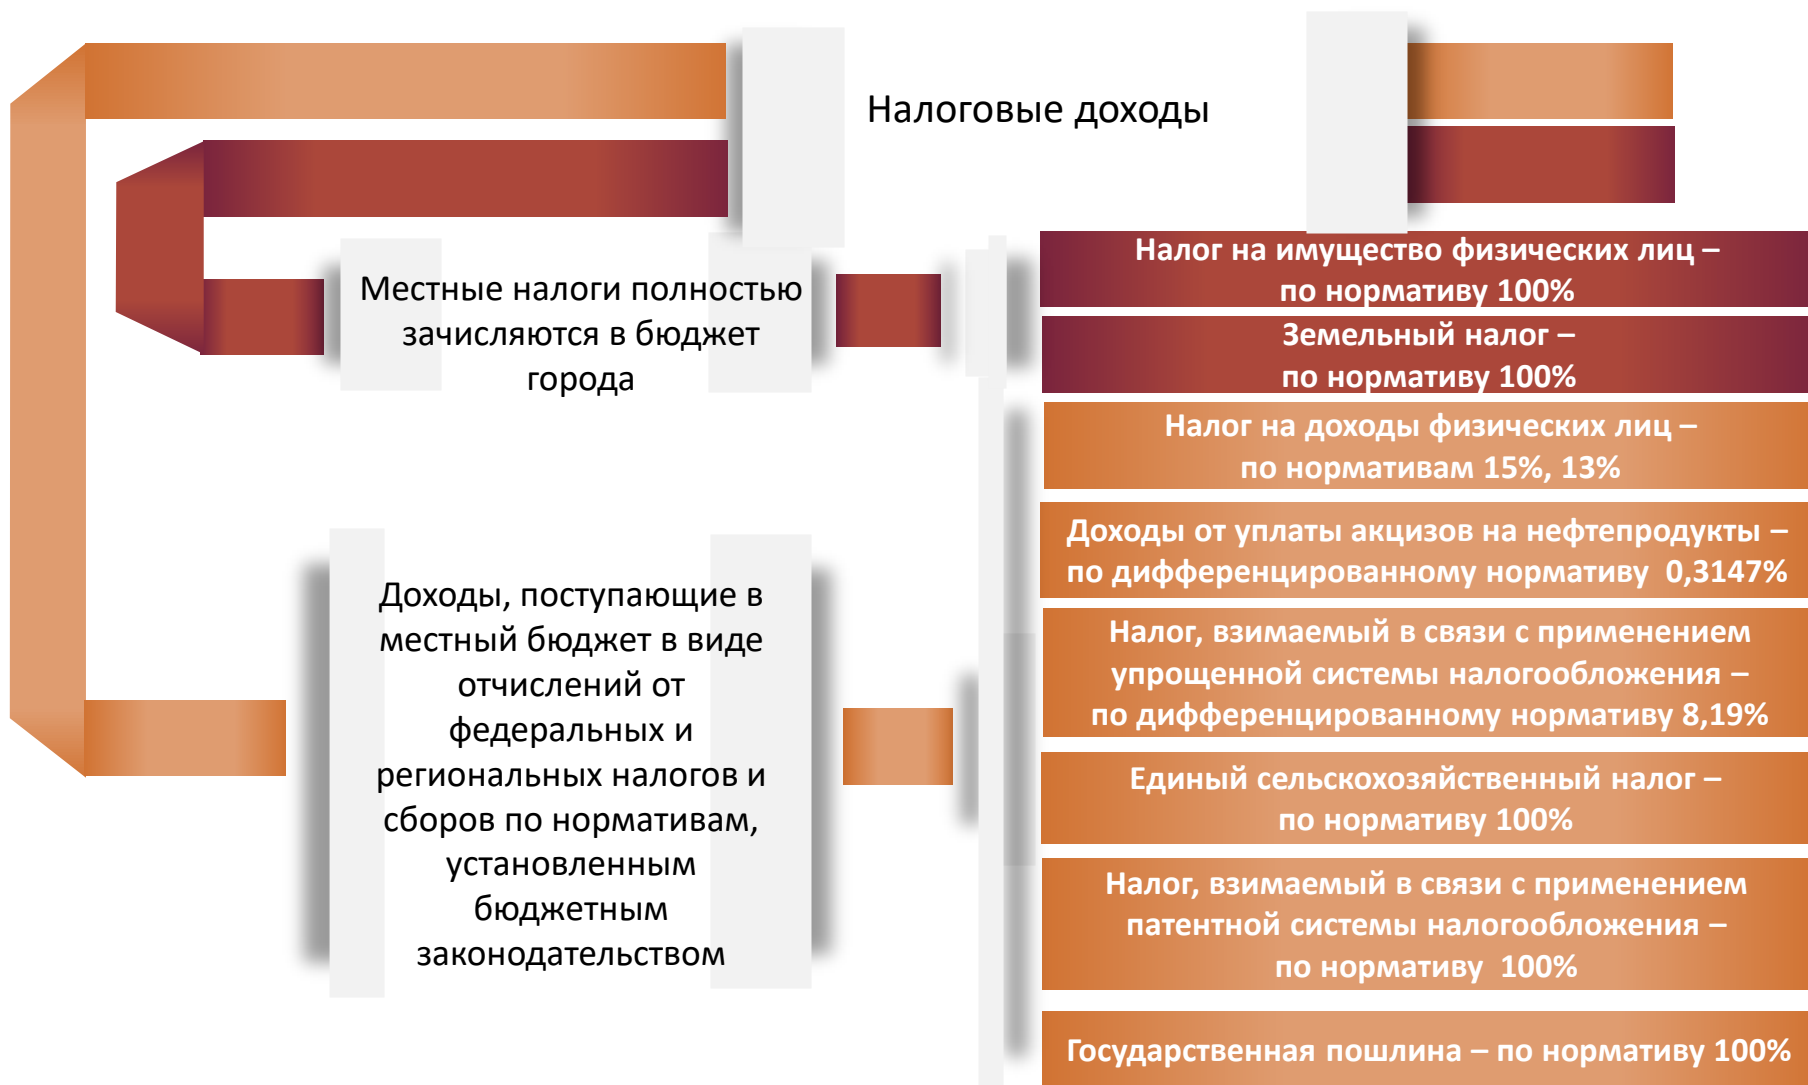 Налоговые доходы
Местные налоги полностью
зачисляются в бюджет
города
Налог на имущество физических лиц –
по нормативу 100%
Земельный налог –
по нормативу 100%
Доходы, поступающие в
местный бюджет в виде
отчислений от
федеральных и
региональных налогов и
сборов по нормативам,
установленным
бюджетным
законодательством
Налог на доходы физических лиц –
по нормативам 15%, 13%
Доходы от уплаты акцизов на нефтепродукты –
по дифференцированному нормативу 0,3147%
Налог, взимаемый в связи с применением
упрощенной системы налогообложения –
по дифференцированному нормативу 8,19%
Единый сельскохозяйственный налог –
по нормативу 100%
Налог, взимаемый в связи с применением
патентной системы налогообложения –
по нормативу 100%
Государственная пошлина – по нормативу 100%